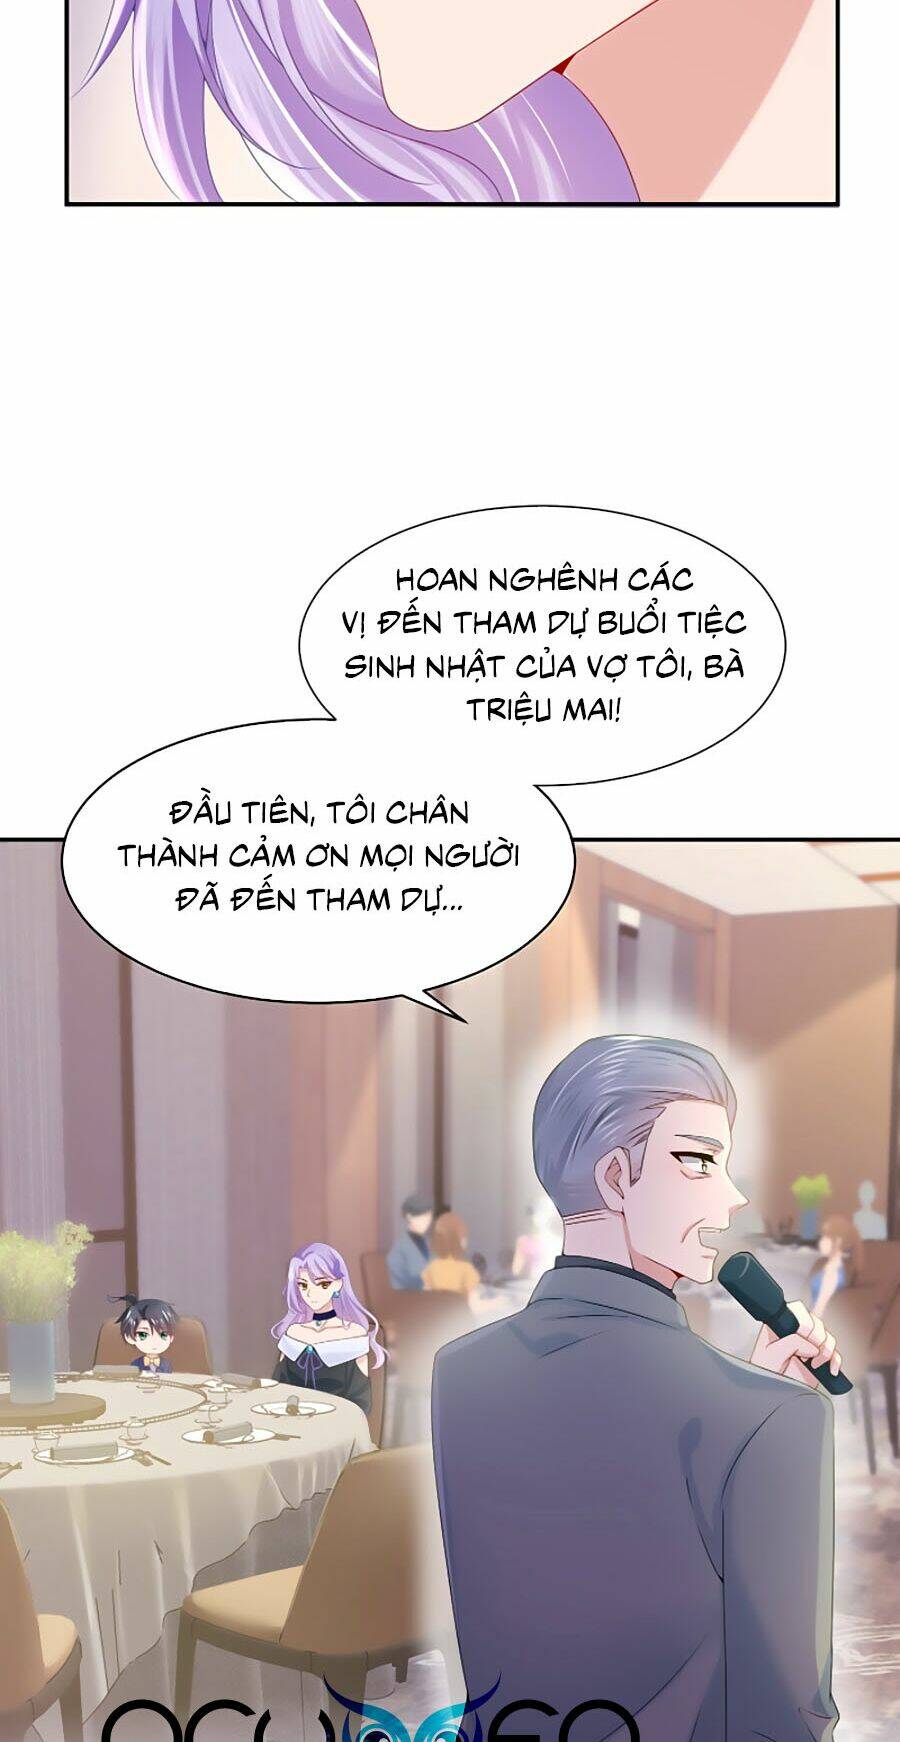 HOAN NGHÊNH CÁC
VỊ ĐẾN THAM DỰ BUỔI TIỆC
SINH NHẬT CỦA VỢ TÔI, BÀ
TRIỆU MAI!
ĐẦU TIÊN, TÔI CHÂN
THÀNH CẢM ƠN MỌI NGƯỜI
ĐÃ ĐẾN THAM DỰ...